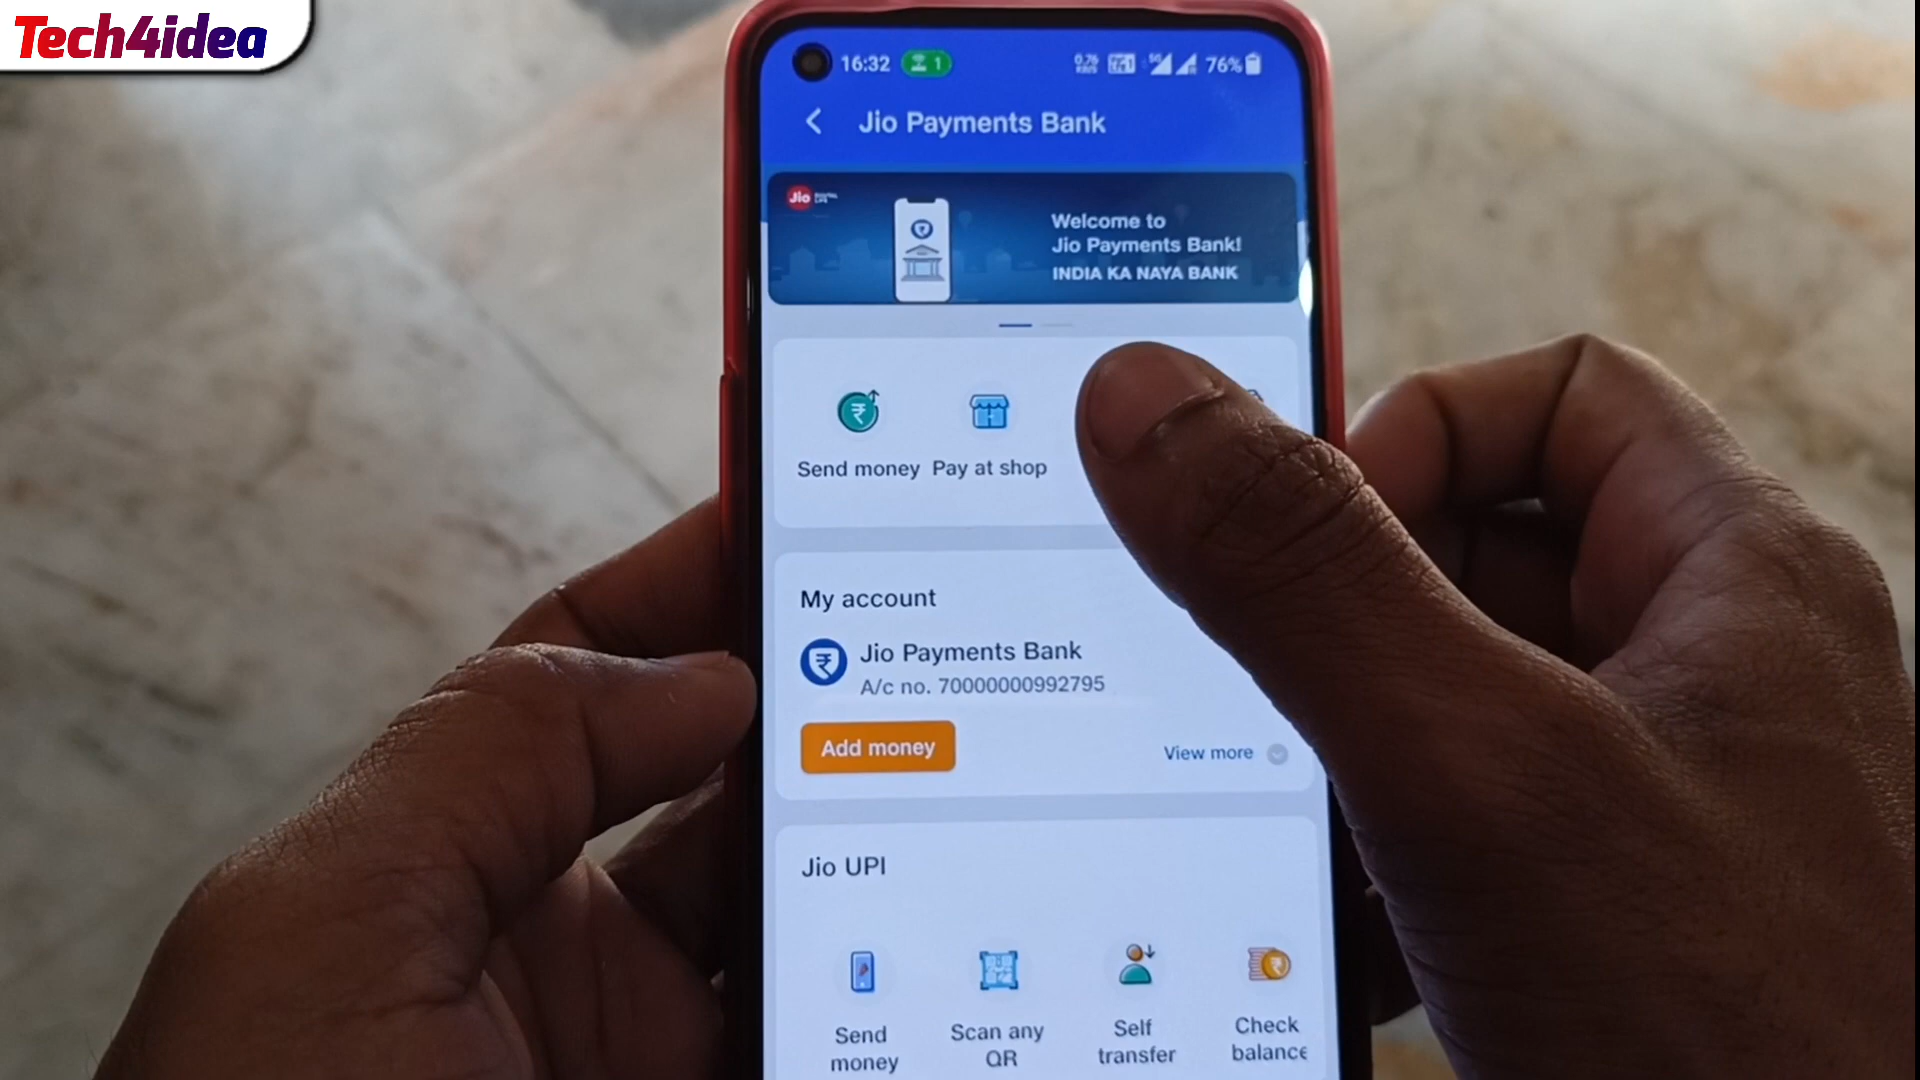 Tech4idea
16:32
1
76%
Jio Payments Bank
Jio
Welcome to
Jio Payments Bank!
INDIA KA NAYA BANK
Send money
Pay at shop
My account
Jio Payments Bank
A/c no. 70000000992795
Add money
View more
Jio UPI
Send
money
Scan any
QR
Self
transfer
Check
balance